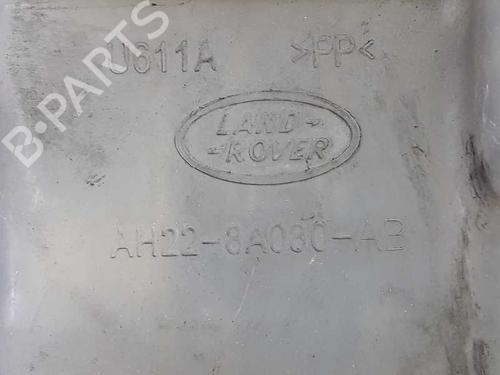 B-PARTS
U611A >PP<
LAND-
-ROVER
AH22-8A080-AB